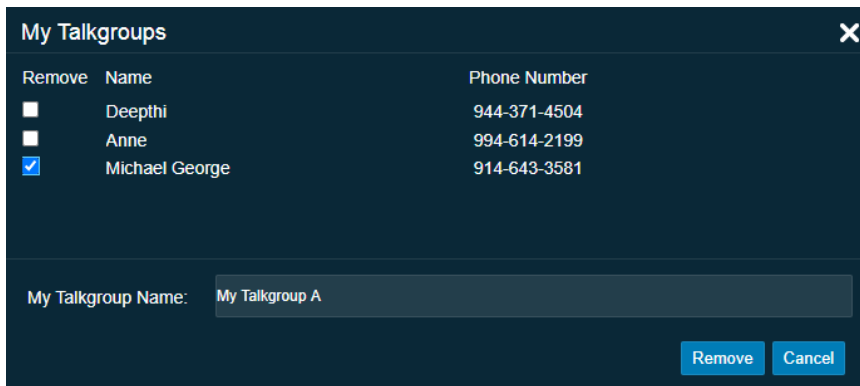 My Talkgroups
Remove Name Phone Number
Deepthi 944-371-4504
Anne 994-614-2199
Michael George 914-643-3581
My Talkgroup Name: My Talkgroup A
Remove Cancel